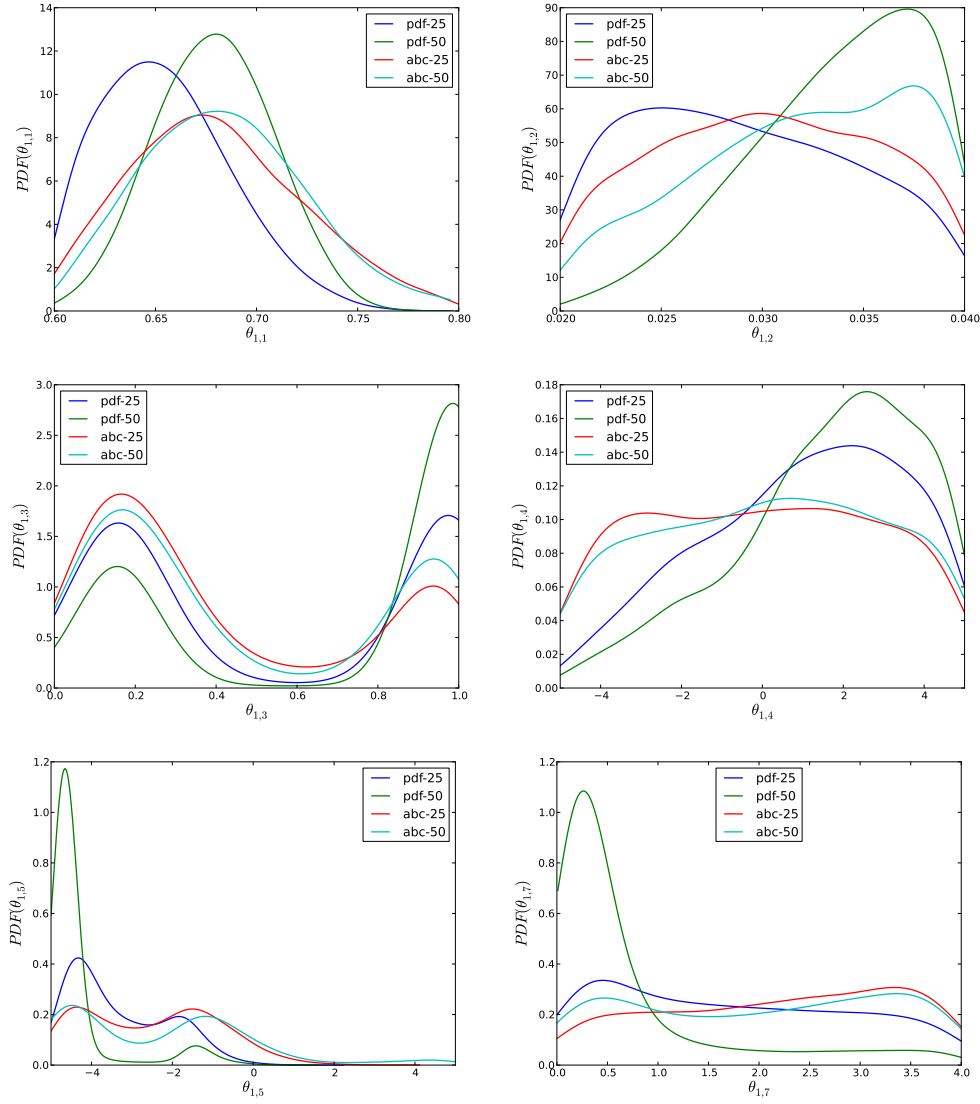 14
12
10
8
6
4
2
0
0.60
0.65
0.70
0.75
0.80
PDF(θ1,1)
θ1,1
pdf-25
pdf-50
abc-25
abc-50
90
80
70
60
50
40
30
20
10
0
0.020
0.025
0.030
0.035
0.040
PDF(θ1,2)
θ1,2
pdf-25
pdf-50
abc-25
abc-50
3.0
2.5
2.0
1.5
1.0
0.5
0.0
0.0
0.2
0.4
0.6
0.8
1.0
PDF(θ1,3)
θ1,3
pdf-25
pdf-50
abc-25
abc-50
0.18
0.16
0.14
0.12
0.10
0.08
0.06
0.04
0.02
0.00
−4
−2
0
2
4
PDF(θ1,4)
θ1,4
pdf-25
pdf-50
abc-25
abc-50
1.2
1.0
0.8
0.6
0.4
0.2
0.0
−4
−2
0
2
4
PDF(θ1,5)
θ1,5
pdf-25
pdf-50
abc-25
abc-50
1.2
1.0
0.8
0.6
0.4
0.2
0.0
0.0
0.5
1.0
1.5
2.0
2.5
3.0
3.5
4.0
PDF(θ1,7)
θ1,7
pdf-25
pdf-50
abc-25
abc-50